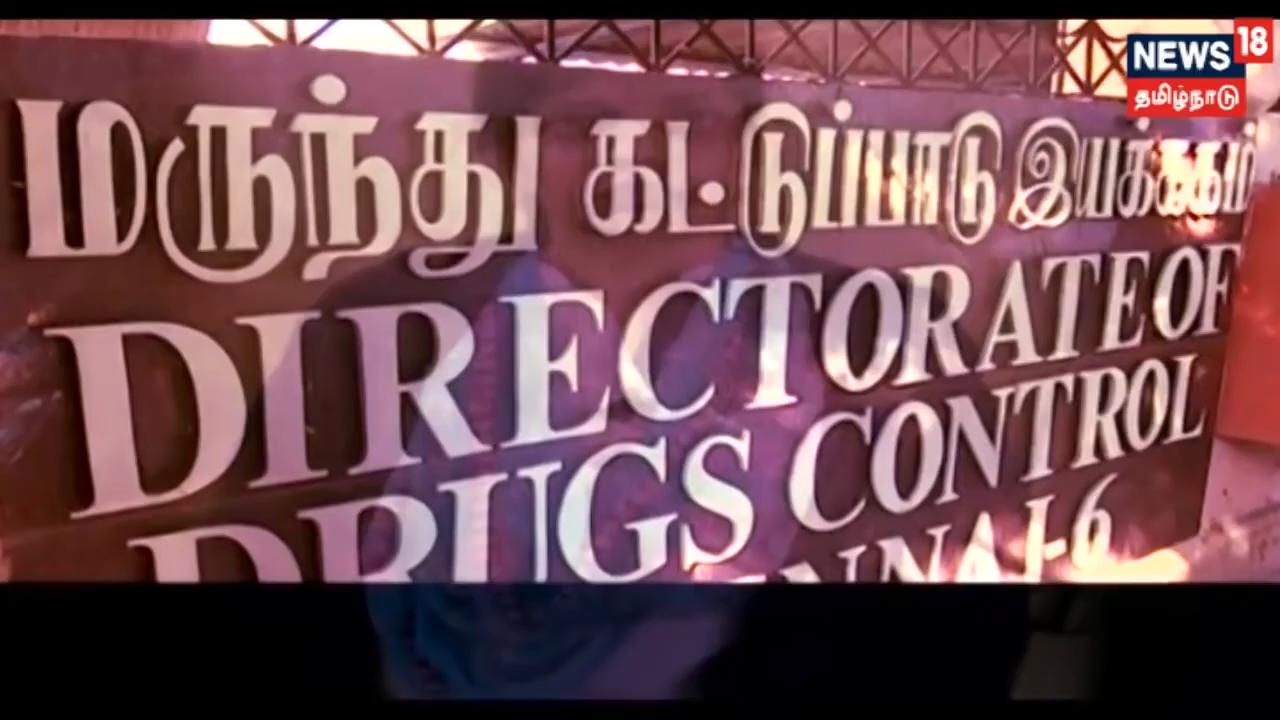 NEWS 18
தமிழ்நாடு
மருந்து கட்டுப்பாடு இயக்ககம்
DIRECTORATE OF
DRUGS CONTROL